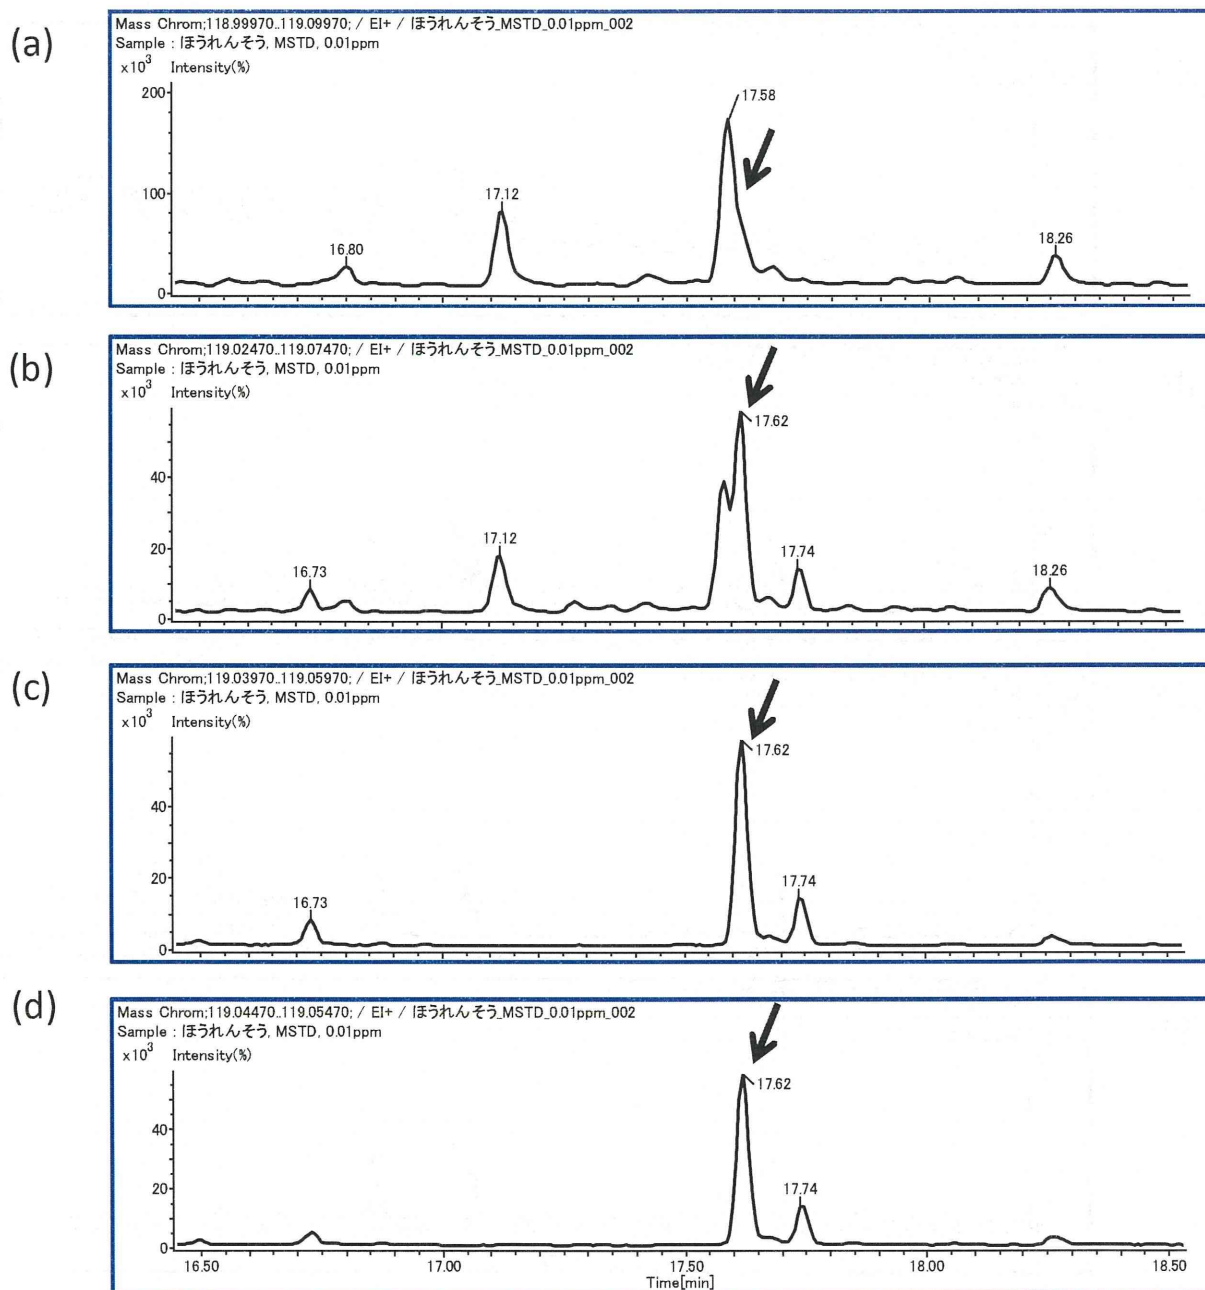 (a)
Mass Chrom;118.99970..119.09970; / EI+ / ほうれんそう_MSTD_0.01ppm_002
Sample : ほうれんそう, MSTD, 0.01ppm
x10³ Intensity(%)
200
100
0
16.80
17.12
17.58
18.26
(b)
Mass Chrom;119.02470..119.07470; / EI+ / ほうれんそう_MSTD_0.01ppm_002
Sample : ほうれんそう, MSTD, 0.01ppm
x10³ Intensity(%)
40
20
0
16.73
17.12
17.62
17.74
18.26
(c)
Mass Chrom;119.03970..119.05970; / EI+ / ほうれんそう_MSTD_0.01ppm_002
Sample : ほうれんそう, MSTD, 0.01ppm
x10³ Intensity(%)
40
20
0
16.73
17.62
17.74
(d)
Mass Chrom;119.04470..119.05470; / EI+ / ほうれんそう_MSTD_0.01ppm_002
Sample : ほうれんそう, MSTD, 0.01ppm
x10³ Intensity(%)
40
20
0
17.62
17.74
16.50 17.00 17.50 18.00 18.50
Time[min]